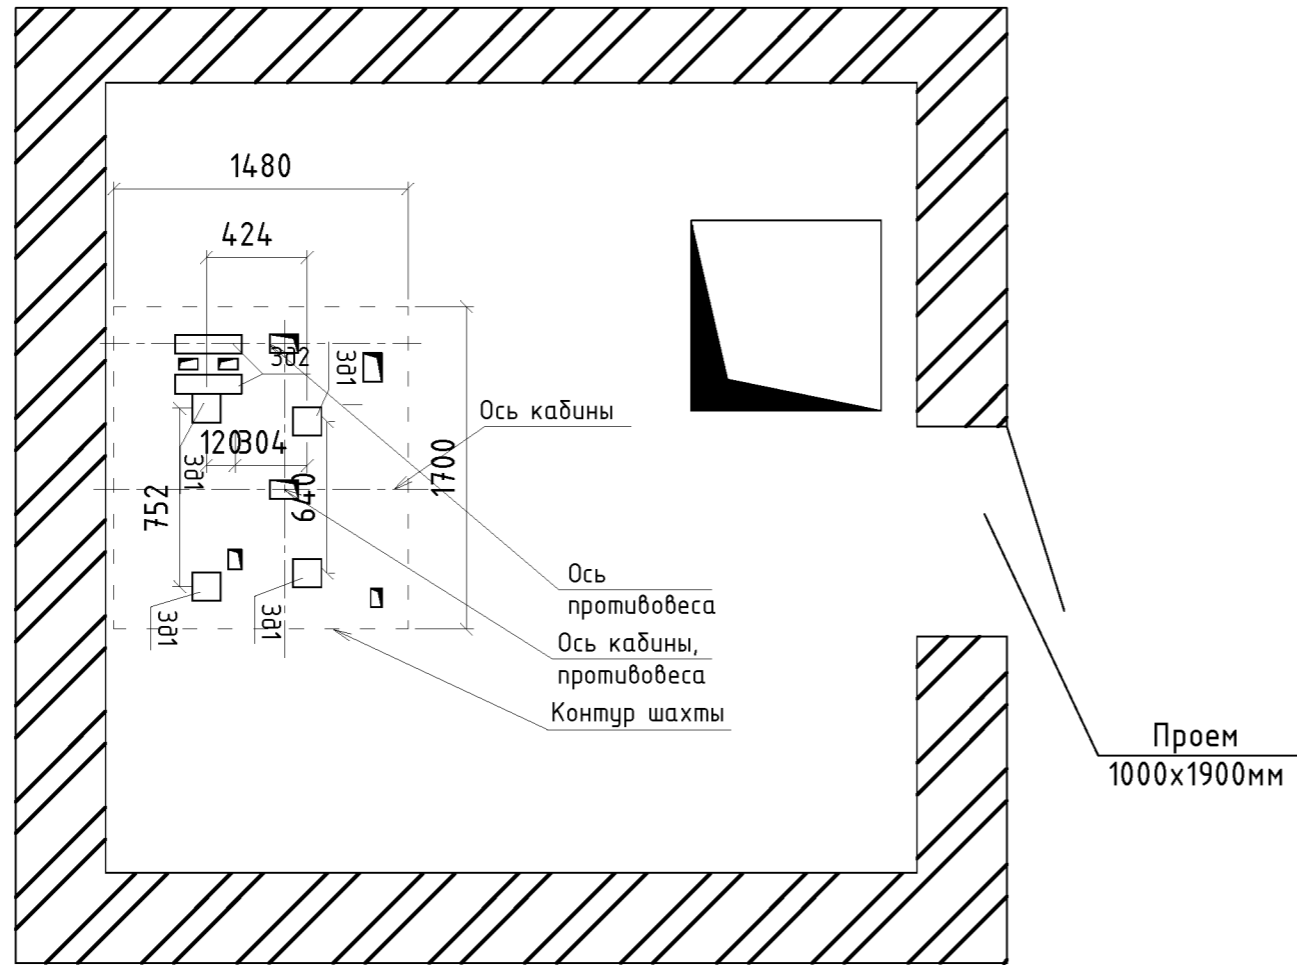 1480
424
3д2
3д1
Ось кабины
120
304
1700
3д1
752
640
Ось
противовеса
3д1
3д1
Ось кабины,
противовеса
Контур шахты
Проем
1000х1900мм